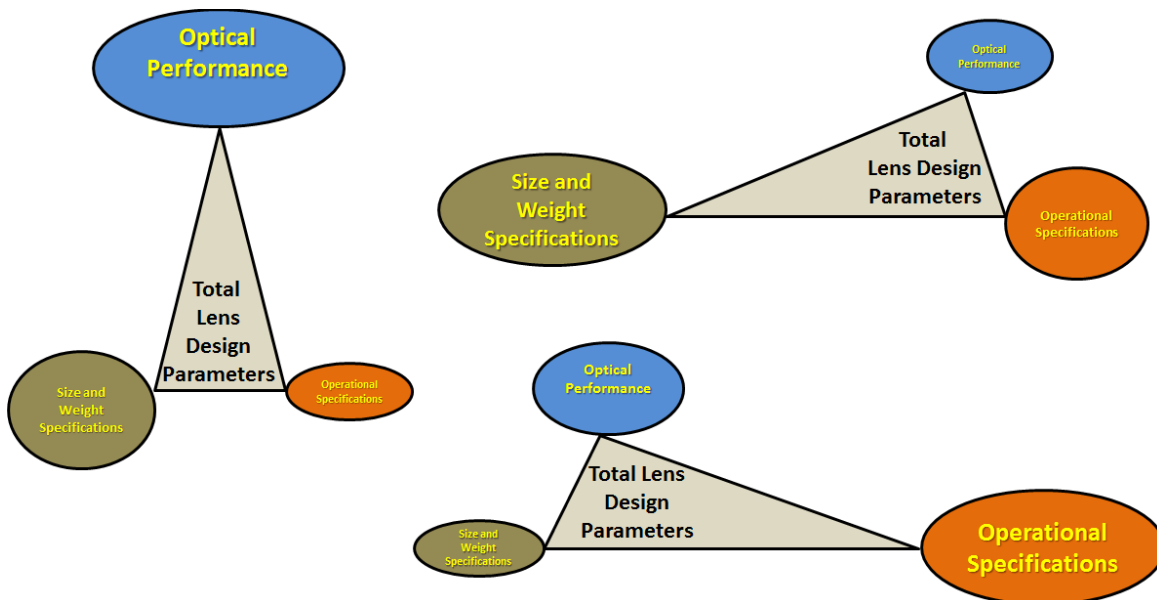 Optical
Performance
Total
Lens
Design
Parameters
Size and
Weight
Specifications
Operational
Specifications
Optical
Performance
Total
Lens Design
Parameters
Size and
Weight
Specifications
Operational
Specifications
Optical
Performance
Total Lens
Design
Parameters
Size and
Weight
Specifications
Operational
Specifications